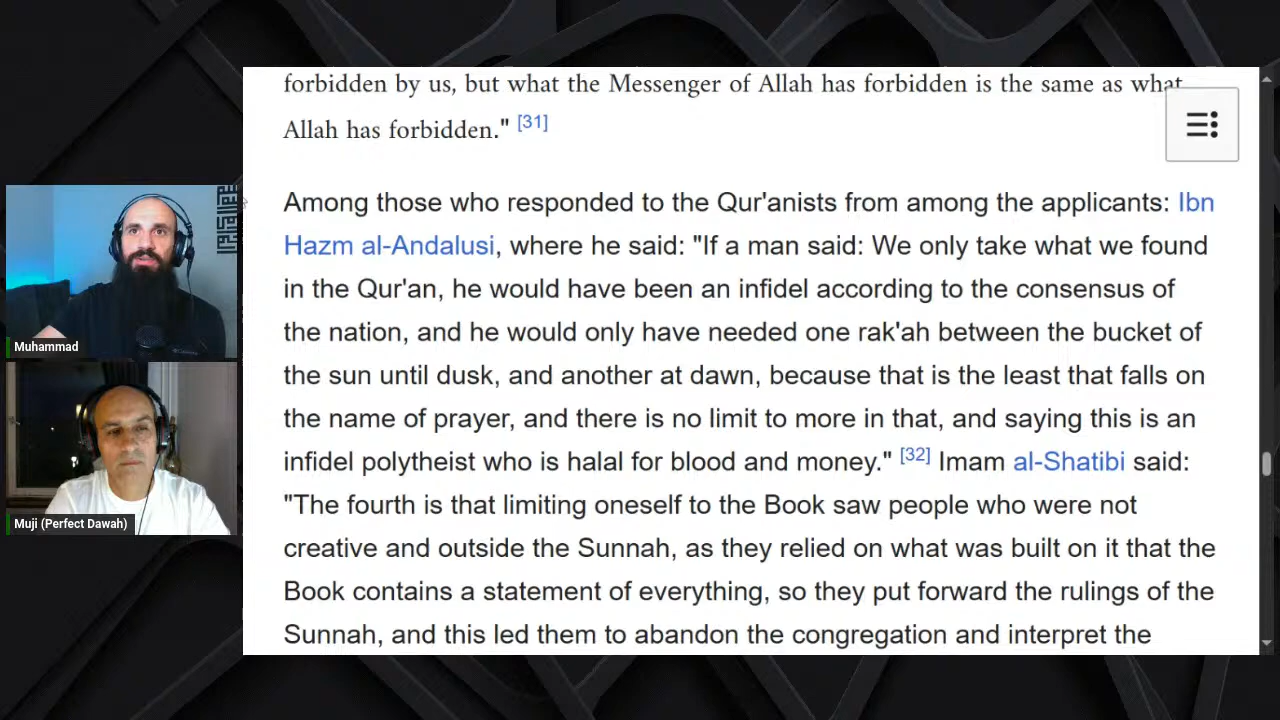 forbidden by us, but what the Messenger of Allah has forbidden is the same as what
Allah has forbidden." [31]
Among those who responded to the Qur'anists from among the applicants: Ibn
Hazm al-Andalusi, where he said: "If a man said: We only take what we found
in the Qur'an, he would have been an infidel according to the consensus of
the nation, and he would only have needed one rak'ah between the bucket of
the sun until dusk, and another at dawn, because that is the least that falls on
the name of prayer, and there is no limit to more in that, and saying this is an
infidel polytheist who is halal for blood and money." [32] Imam al-Shatibi said:
"The fourth is that limiting oneself to the Book saw people who were not
creative and outside the Sunnah, as they relied on what was built on it that the
Book contains a statement of everything, so they put forward the rulings of the
Sunnah, and this led them to abandon the congregation and interpret the
Muhammad
Muji (Perfect Dawah)